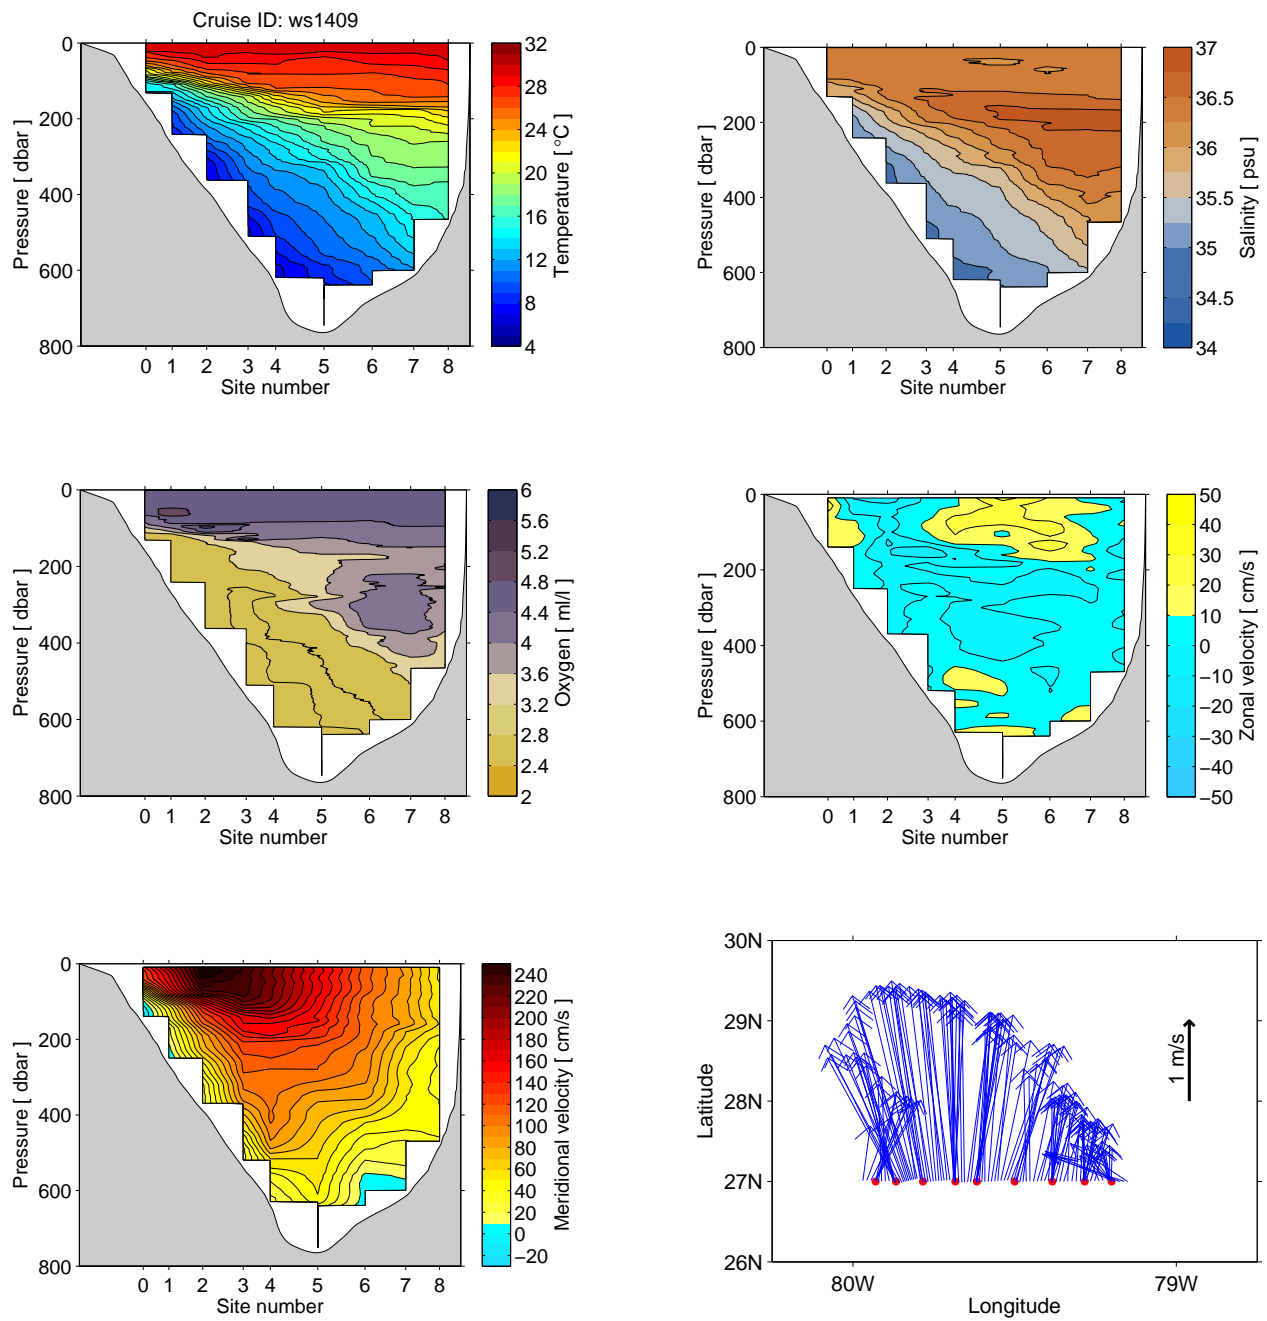 Cruise ID: ws1409
0
200
400
600
800
Pressure [ dbar ]
0 1 2 3 4 5 6 7 8
Site number
32
28
24
20
16
12
8
4
Temperature [ °C ]
0
200
400
600
800
Pressure [ dbar ]
0 1 2 3 4 5 6 7 8
Site number
37
36.5
36
35.5
35
34.5
34
Salinity [ psu ]
0
200
400
600
800
Pressure [ dbar ]
0 1 2 3 4 5 6 7 8
Site number
6
5.6
5.2
4.8
4.4
4
3.6
3.2
2.8
2.4
2
Oxygen [ ml/l ]
0
200
400
600
800
Pressure [ dbar ]
0 1 2 3 4 5 6 7 8
Site number
50
40
30
20
10
0
−10
−20
−30
−40
−50
Zonal velocity [ cm/s ]
0
200
400
600
800
Pressure [ dbar ]
0 1 2 3 4 5 6 7 8
Site number
240
220
200
180
160
140
120
100
80
60
40
20
0
−20
Meridional velocity [ cm/s ]
30N
29N
28N
27N
26N
Latitude
1 m/s
80W 79W
Longitude